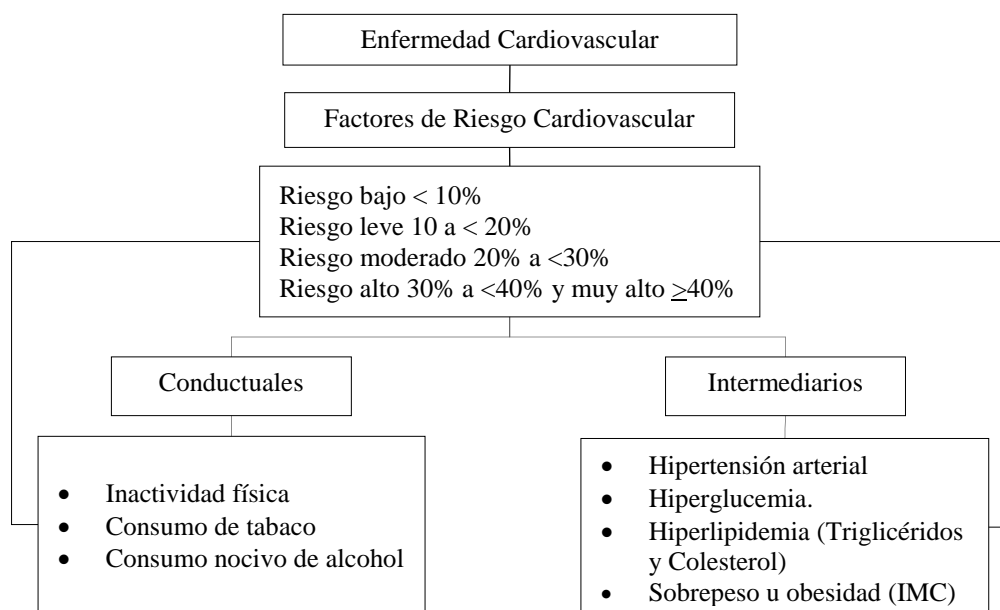 Enfermedad Cardiovascular
Factores de Riesgo Cardiovascular
Riesgo bajo < 10%
Riesgo leve 10 a < 20%
Riesgo moderado 20% a <30%
Riesgo alto 30% a <40% y muy alto ≥40%
Conductuales
• Inactividad física
• Consumo de tabaco
• Consumo nocivo de alcohol
Intermediarios
• Hipertensión arterial
• Hiperglucemia.
• Hiperlipidemia (Triglicéridos
y Colesterol)
• Sobrepeso u obesidad (IMC)